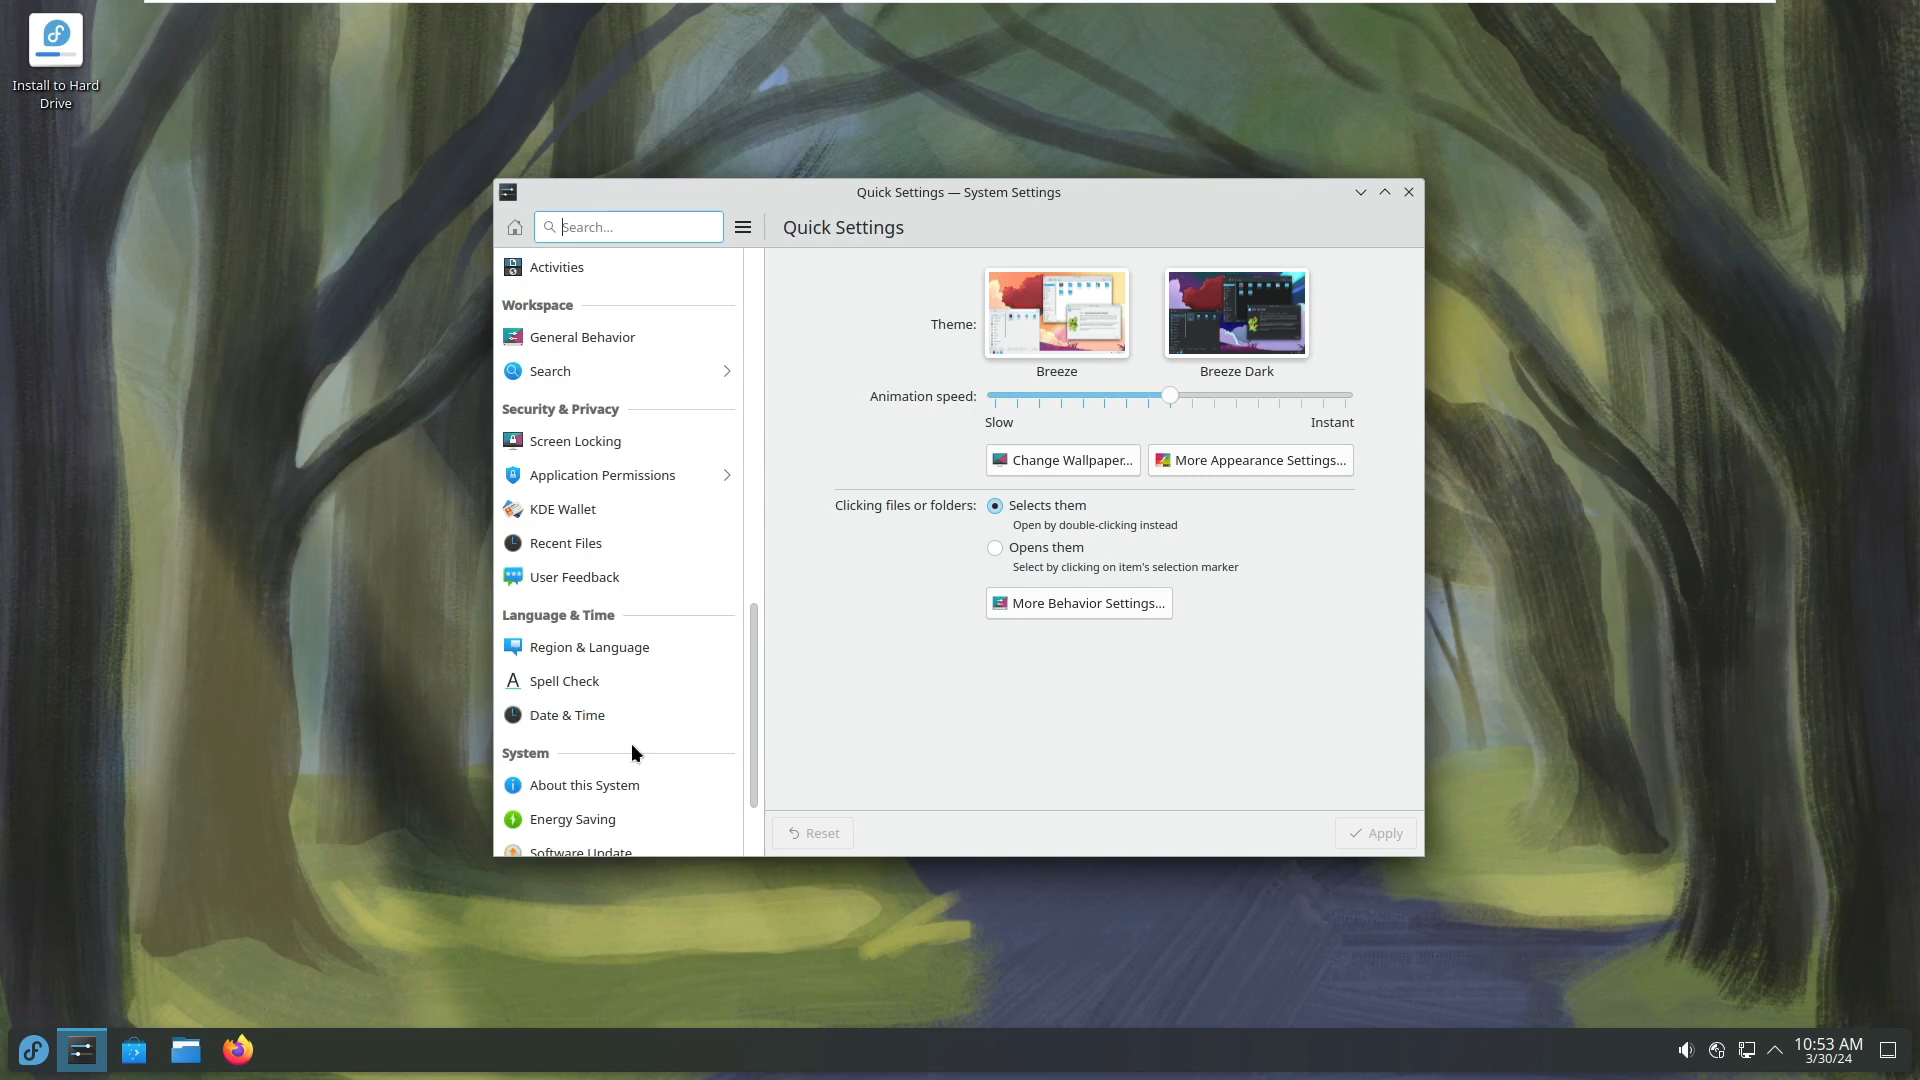 Install to Hard
Drive
Quick Settings — System Settings
Search...
Quick Settings
Activities
Workspace
General Behavior
Search
Security & Privacy
Screen Locking
Application Permissions
KDE Wallet
Recent Files
User Feedback
Language & Time
Region & Language
Spell Check
Date & Time
System
About this System
Energy Saving
Software Update
Theme:
Breeze
Breeze Dark
Animation speed:
Slow
Instant
Change Wallpaper...
More Appearance Settings...
Clicking files or folders:
Selects them
Open by double-clicking instead
Opens them
Select by clicking on item's selection marker
More Behavior Settings...
Reset
Apply
10:53 AM
3/30/24